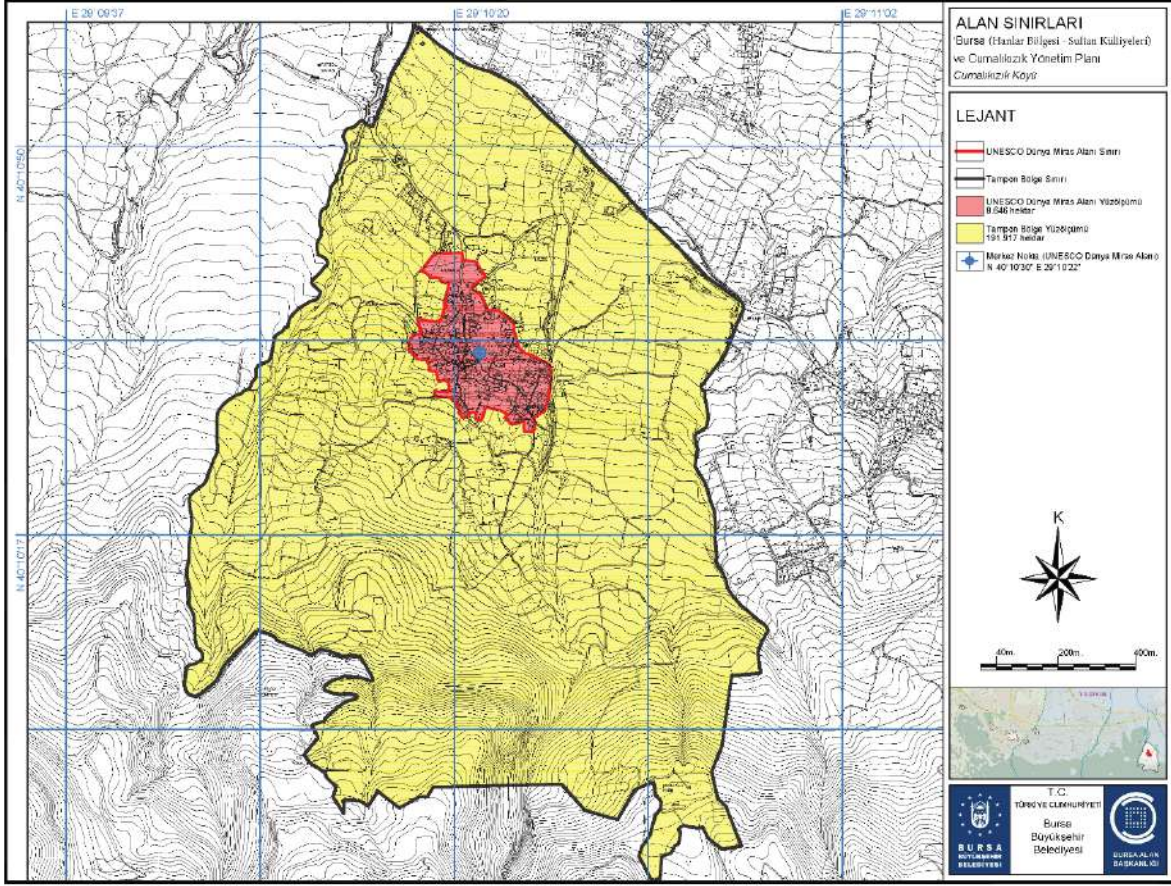 E 29°09'37
E 29°10'20
E 29°11'02
N 40°10'50
N 40°10'17
ALAN SINIRLARI
Bursa (Hanlar Bölgesi - Sultan Külliyeleri)
ve Cumalıkızık Yönetim Planı
Cumalıkızık Köyü
LEJANT
UNESCO Dünya Miras Alanı Sınırı
Tampon Bölge Sınırı
UNESCO Dünya Miras Alanı Yüzölçümü
8.646 hektar
Tampon Bölge Yüzölçümü
191.917 hektar
Merkez Nokta (UNESCO Dünya Miras Alanı)
N 40°10'30" E 29°10'22"
K
40m.
200m.
400m.
T.C.
TÜRKİYE CUMHURİYETİ
Bursa
Büyükşehir
Belediyesi
BURSA
BÜYÜKŞEHİR
BELEDİYESİ
BURSA ALAN
BAŞKANLIĞI